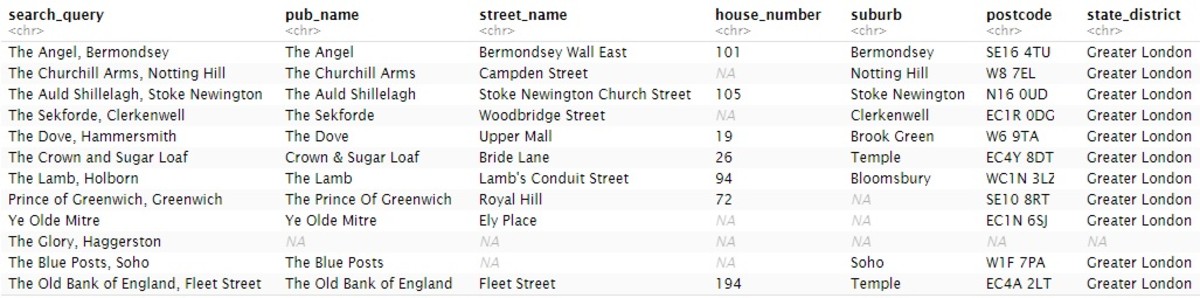 search_query pub_name street_name house_number suburb postcode state_district
<chr> <chr> <chr> <chr> <chr> <chr> <chr>
The Angel, Bermondsey The Angel Bermondsey Wall East 101 Bermondsey SE16 4TU Greater London
The Churchill Arms, Notting Hill The Churchill Arms Campden Street NA Notting Hill W8 7EL Greater London
The Auld Shillelagh, Stoke Newington The Auld Shillelagh Stoke Newington Church Street 105 Stoke Newington N16 0UD Greater London
The Sekforde, Clerkenwell The Sekforde Woodbridge Street NA Clerkenwell EC1R 0DG Greater London
The Dove, Hammersmith The Dove Upper Mall 19 Brook Green W6 9TA Greater London
The Crown and Sugar Loaf Crown & Sugar Loaf Bride Lane 26 Temple EC4Y 8DT Greater London
The Lamb, Holborn The Lamb Lamb's Conduit Street 94 Bloomsbury WC1N 3LZ Greater London
Prince of Greenwich, Greenwich The Prince Of Greenwich Royal Hill 72 NA SE10 8RT Greater London
Ye Olde Mitre Ye Olde Mitre Ely Place NA NA EC1N 6SJ Greater London
The Glory, Haggerston NA NA NA NA NA NA
The Blue Posts, Soho The Blue Posts NA NA Soho W1F 7PA Greater London
The Old Bank of England, Fleet Street The Old Bank of England Fleet Street 194 Temple EC4A 2LT Greater London